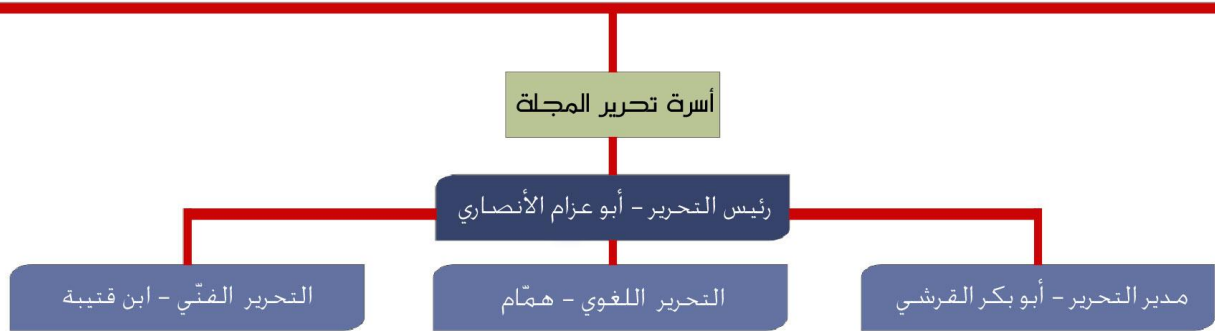 أسرة تحرير المجلة
رئيس التحرير – أبو عزام الأنصاري
مدير التحرير – أبو بكر القرشي
التحرير اللغوي – همّام
التحرير الفنّي – ابن قتيبة